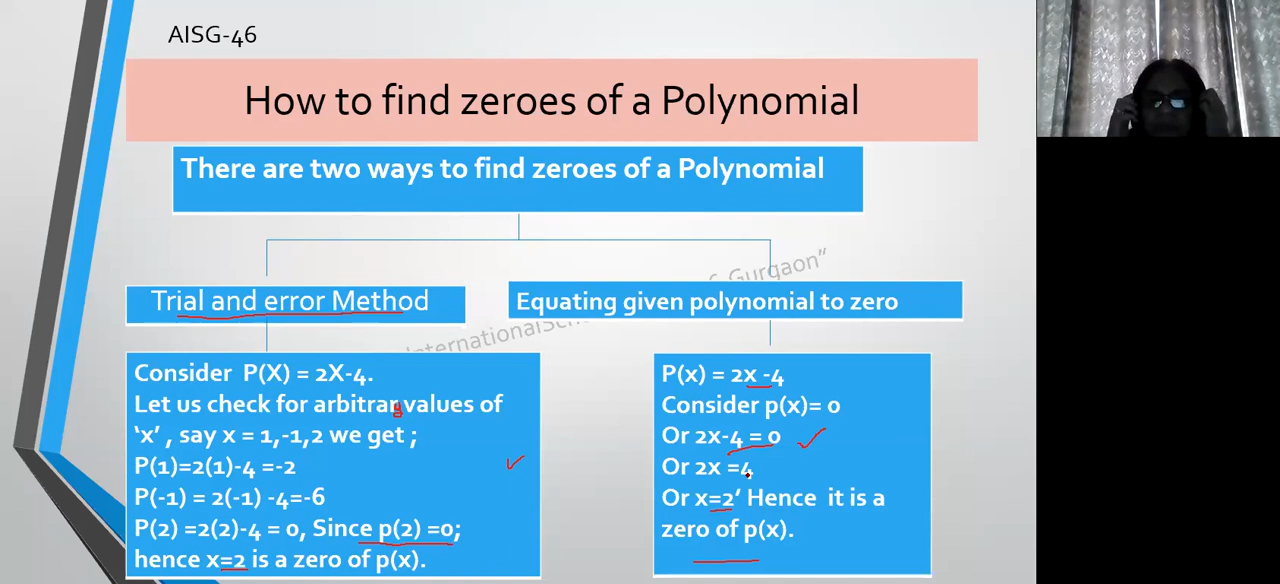 AISG-46
How to find zeroes of a Polynomial
There are two ways to find zeroes of a Polynomial
Gurgaon”
Trial and error Method
Equating given polynomial to zero
Consider P(X) = 2X-4.
Let us check for arbitrary values of
‘x’ , say x = 1,-1,2 we get ;
P(1)=2(1)-4 =-2
P(-1) = 2(-1) -4=-6
P(2) =2(2)-4 = 0, Since p(2) =0;
hence x=2 is a zero of p(x).
P(x) = 2x -4
Consider p(x)= 0
Or 2x-4 = 0
Or 2x =4
Or x=2’ Hence it is a
zero of p(x).